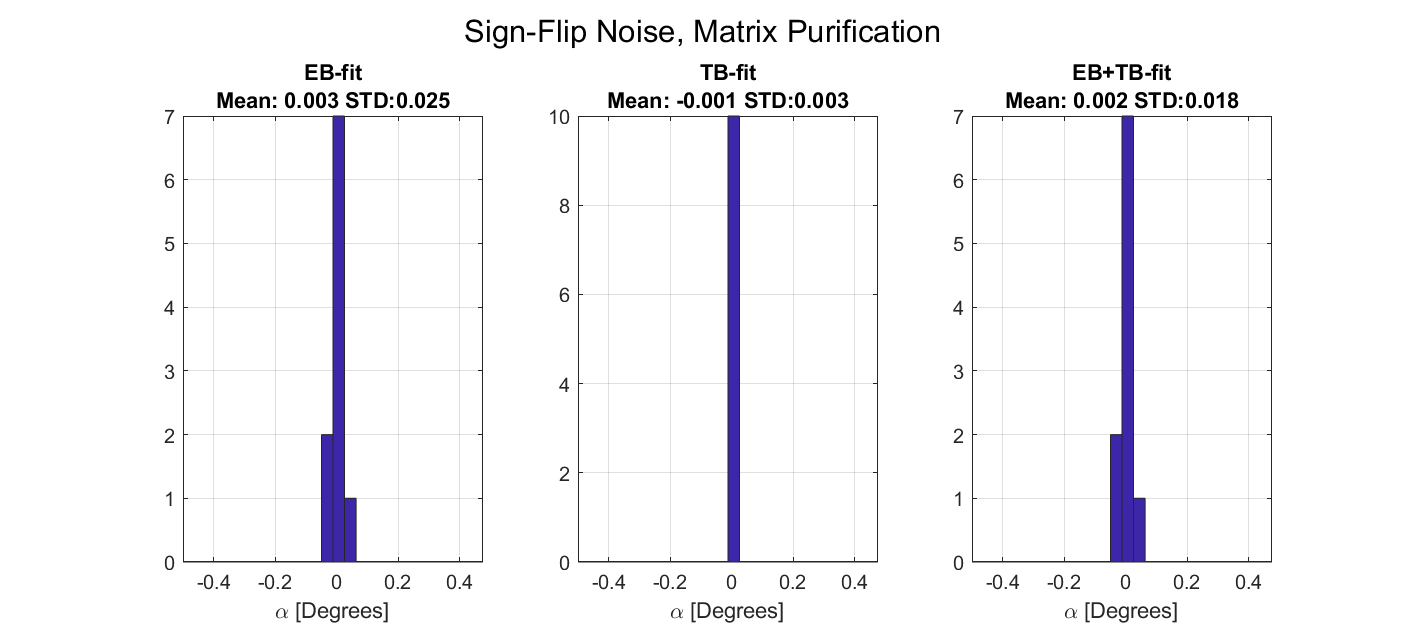 Sign-Flip Noise, Matrix Purification
EB-fit
Mean: 0.003 STD:0.025
7
6
5
4
3
2
1
0
-0.4 -0.2 0 0.2 0.4
α [Degrees]
TB-fit
Mean: -0.001 STD:0.003
10
8
6
4
2
0
-0.4 -0.2 0 0.2 0.4
α [Degrees]
EB+TB-fit
Mean: 0.002 STD:0.018
7
6
5
4
3
2
1
0
-0.4 -0.2 0 0.2 0.4
α [Degrees]